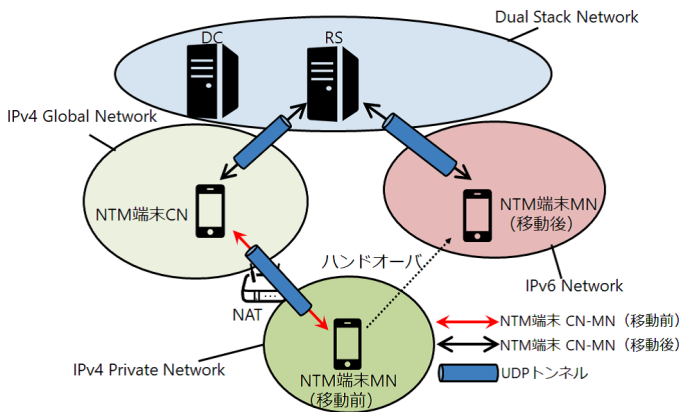 Dual Stack Network
DC
RS
IPv4 Global Network
NTM端末CN
NTM端末MN
（移動後）
ハンドオーバ
IPv6 Network
NAT
NTM端末 CN-MN（移動前）
NTM端末 CN-MN（移動後）
IPv4 Private Network
UDPトンネル
NTM端末MN
（移動前）